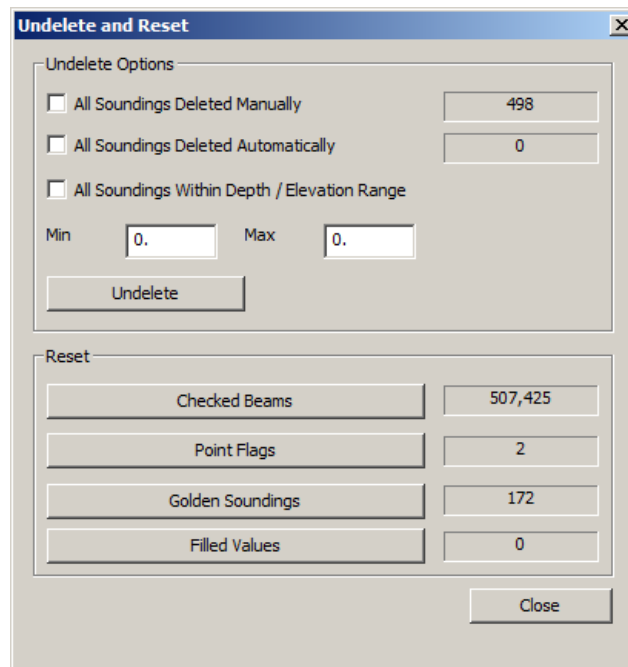 Undelete and Reset
Undelete Options
All Soundings Deleted Manually 498
All Soundings Deleted Automatically 0
All Soundings Within Depth / Elevation Range
Min 0. Max 0.
Undelete
Reset
Checked Beams 507,425
Point Flags 2
Golden Soundings 172
Filled Values 0
Close